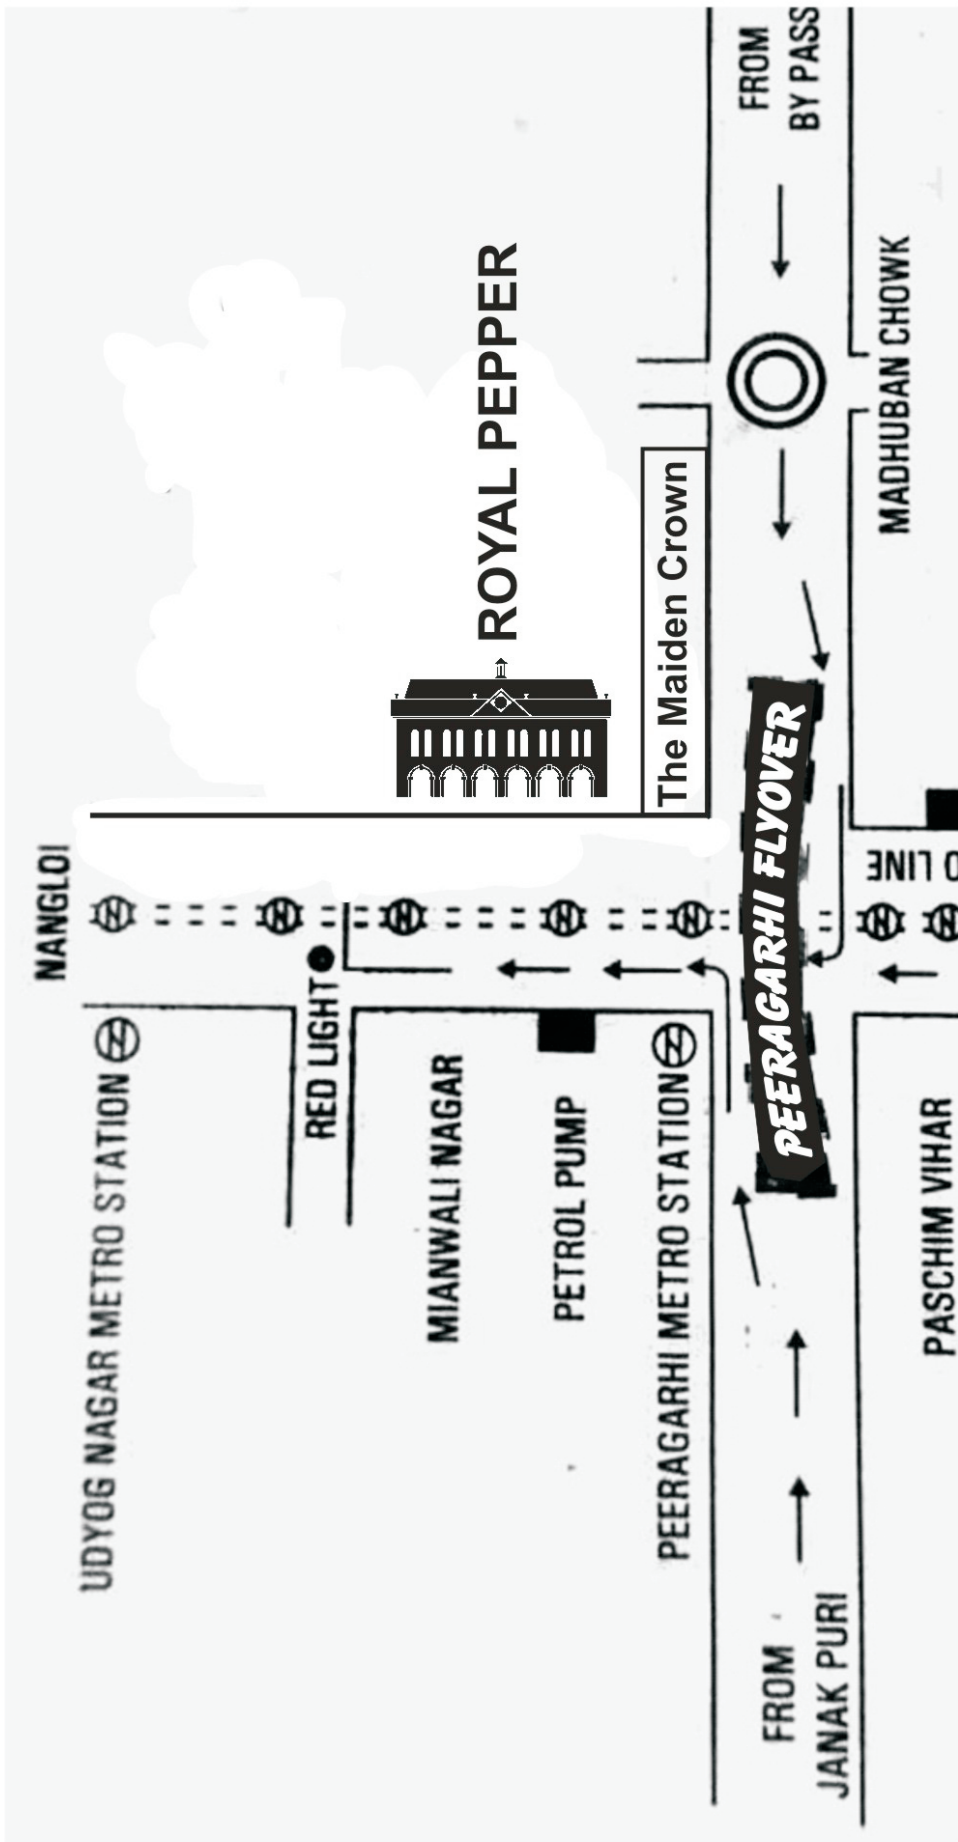 NANGLOI
UDYOG NAGAR METRO STATION
RED LIGHT
MIANWALI NAGAR
ROYAL PEPPER
PETROL PUMP
PEERAGARHI METRO STATION
The Maiden Crown
FROM
BY PASS
PEERAGARHI FLYOVER
FROM
JANAK PURI
MADHUBAN CHOWK
LINE
PASCHIM VIHAR